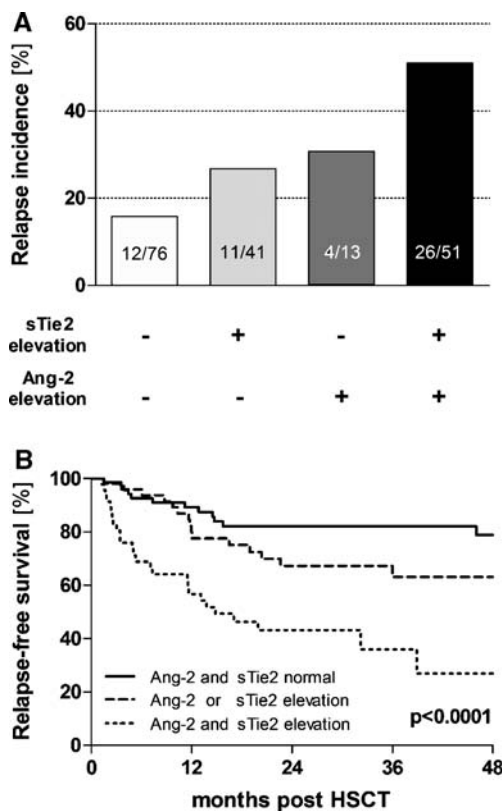 A
Relapse incidence [%]
60
40
20
0
12/76
11/41
4/13
26/51
sTie2
elevation
- + - +
Ang-2
elevation
- - + +
B
Relapse-free survival [%]
100
80
60
40
20
0
Ang-2 and sTie2 normal
Ang-2 or sTie2 elevation
Ang-2 and sTie2 elevation
p<0.0001
0 12 24 36 48
months post HSCT